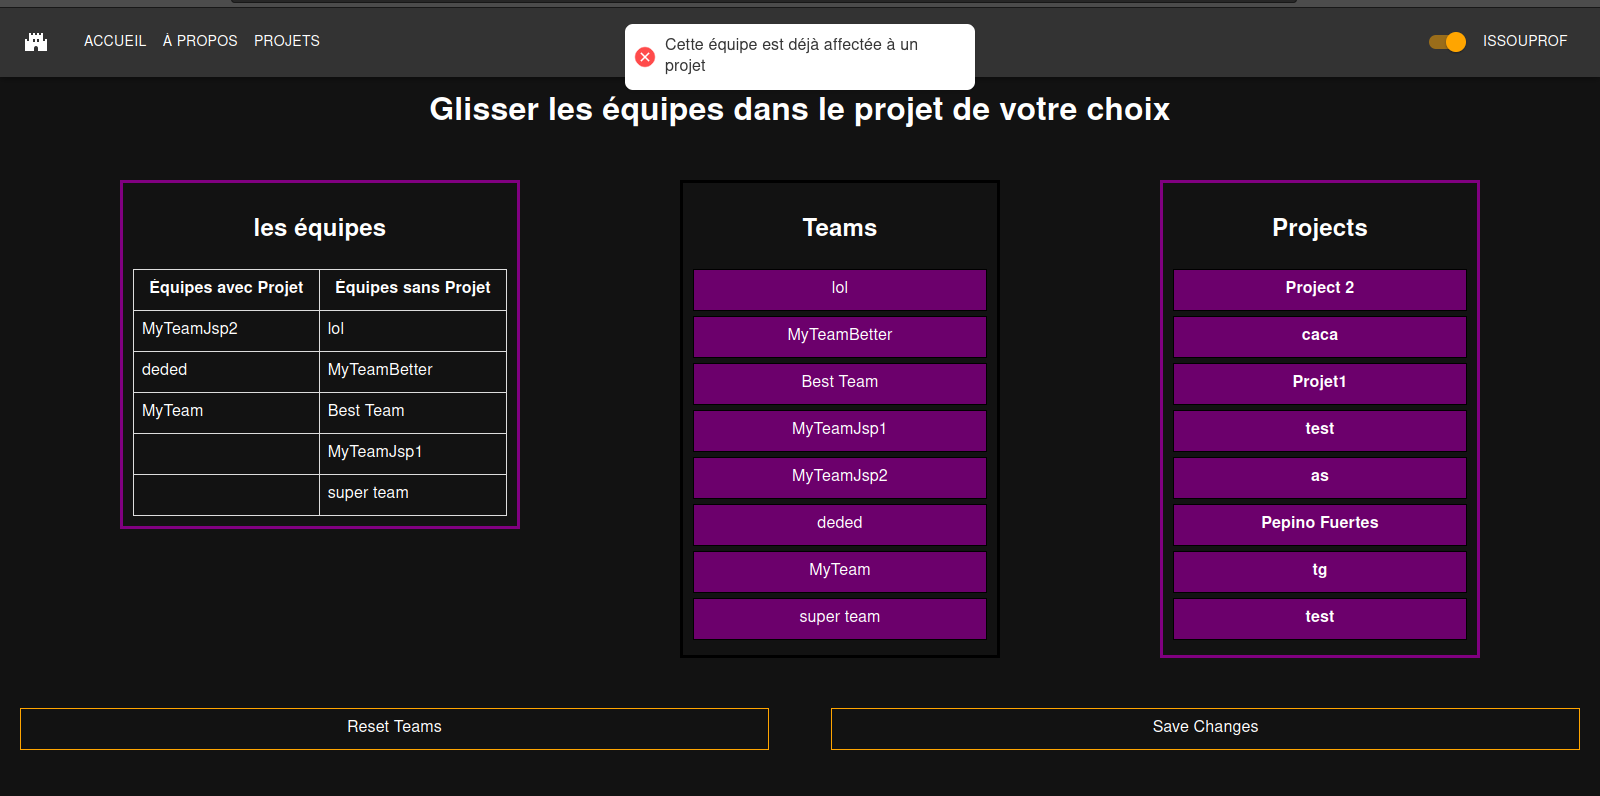 ACCUEIL À PROPOS PROJETS
Cette équipe est déjà affectée à un
projet
ISSOUPROF
Glisser les équipes dans le projet de votre choix
les équipes
Équipes avec Projet Équipes sans Projet
MyTeamJsp2 lol
deded MyTeamBetter
MyTeam Best Team
MyTeamJsp1
super team
Teams
lol
MyTeamBetter
Best Team
MyTeamJsp1
MyTeamJsp2
deded
MyTeam
super team
Projects
Project 2
caca
Projet1
test
as
Pepino Fuertes
tg
test
Reset Teams
Save Changes